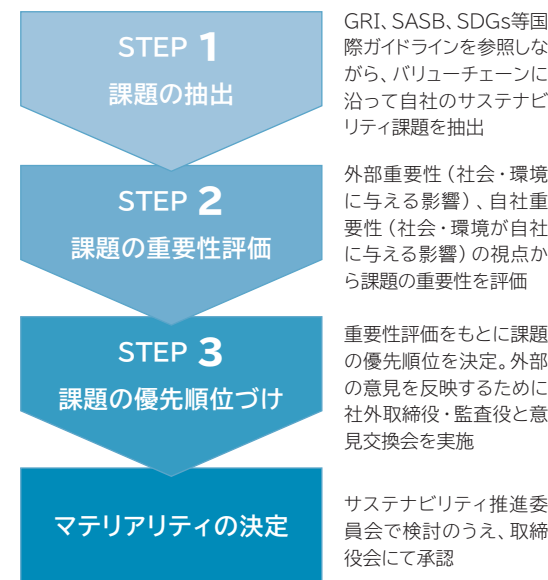 STEP 1
課題の抽出
GRI、SASB、SDGs等国
際ガイドラインを参照しな
がら、バリューチェーンに
沿って自社のサステナビ
リティ課題を抽出
STEP 2
課題の重要性評価
外部重要性（社会・環境
に与える影響）、自社重
要性（社会・環境が自社
に与える影響）の視点か
ら課題の重要性を評価
STEP 3
課題の優先順位づけ
重要性評価をもとに課題
の優先順位を決定。外部
の意見を反映するために
社外取締役・監査役と意
見交換会を実施
マテリアリティの決定
サステナビリティ推進委
員会で検討のうえ、取締
役会にて承認